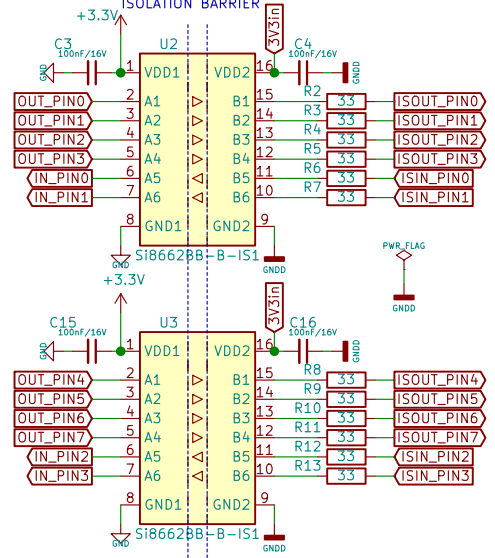 ISOLATION BARRIER
+3.3V
3V3in
C3
100nF/16V
GND
U2
C4
100nF/16V
GNDD
1 VDD1 VDD2 16
OUT_PIN0 2 A1 B1 15 R2 33 ISOUT_PIN0
OUT_PIN1 3 A2 B2 14 R3 33 ISOUT_PIN1
OUT_PIN2 4 A3 B3 13 R4 33 ISOUT_PIN2
OUT_PIN3 5 A4 B4 12 R5 33 ISOUT_PIN3
IN_PIN0 6 A5 B5 11 R6 33 ISIN_PIN0
IN_PIN1 7 A6 B6 10 R7 33 ISIN_PIN1
8 GND1 GND2 9
GND
Si8662BB-B-IS1
GNDD
PWR_FLAG
GNDD
+3.3V
3V3in
C15
100nF/16V
GND
U3
C16
100nF/16V
GNDD
1 VDD1 VDD2 16
OUT_PIN4 2 A1 B1 15 R8 33 ISOUT_PIN4
OUT_PIN5 3 A2 B2 14 R9 33 ISOUT_PIN5
OUT_PIN6 4 A3 B3 13 R10 33 ISOUT_PIN6
OUT_PIN7 5 A4 B4 12 R11 33 ISOUT_PIN7
IN_PIN2 6 A5 B5 11 R12 33 ISIN_PIN2
IN_PIN3 7 A6 B6 10 R13 33 ISIN_PIN3
8 GND1 GND2 9
GND
Si8662BB-B-IS1
GNDD